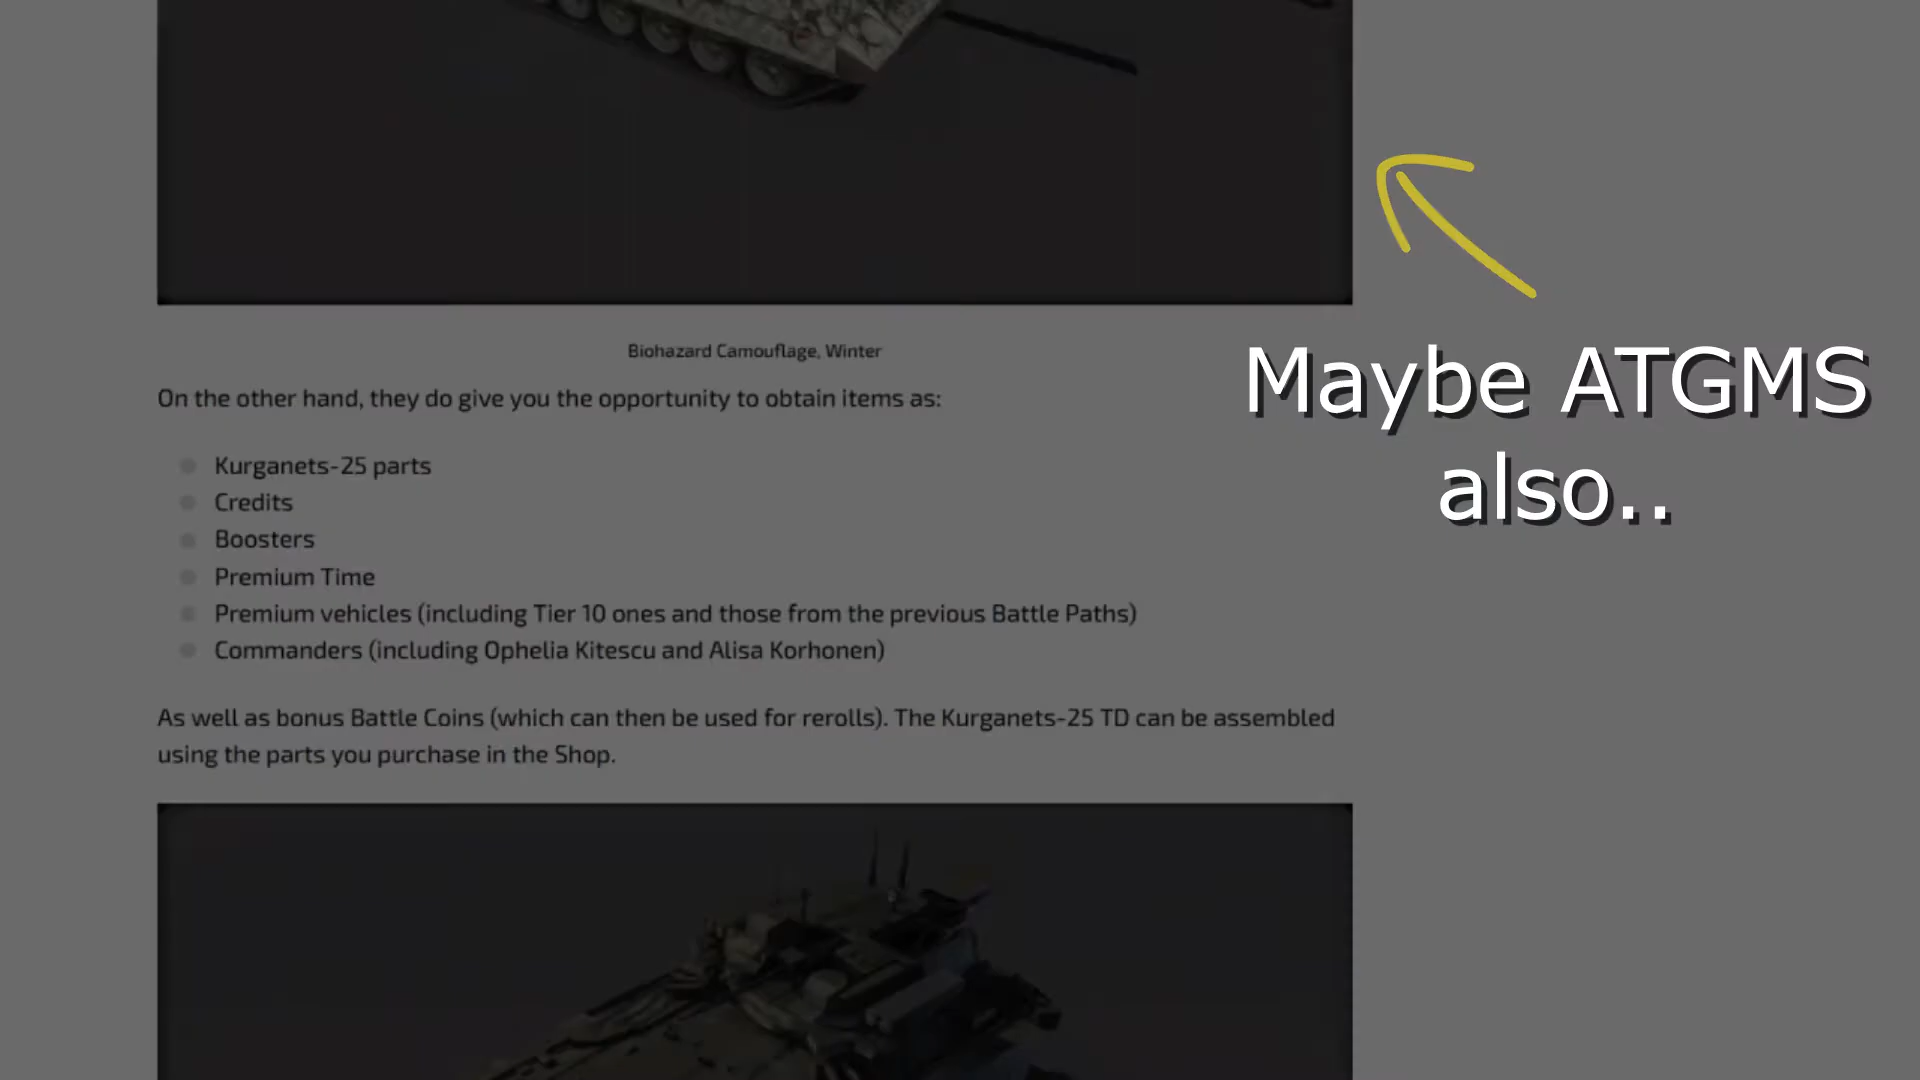 Biohazard Camouflage, Winter
On the other hand, they do give you the opportunity to obtain items as:
Maybe ATGMS
also..
Kurganets-25 parts
Credits
Boosters
Premium Time
Premium vehicles (including Tier 10 ones and those from the previous Battle Paths)
Commanders (including Ophelia Kitescu and Alisa Korhonen)
As well as bonus Battle Coins (which can then be used for rerolls). The Kurganets-25 TD can be assembled
using the parts you purchase in the Shop.